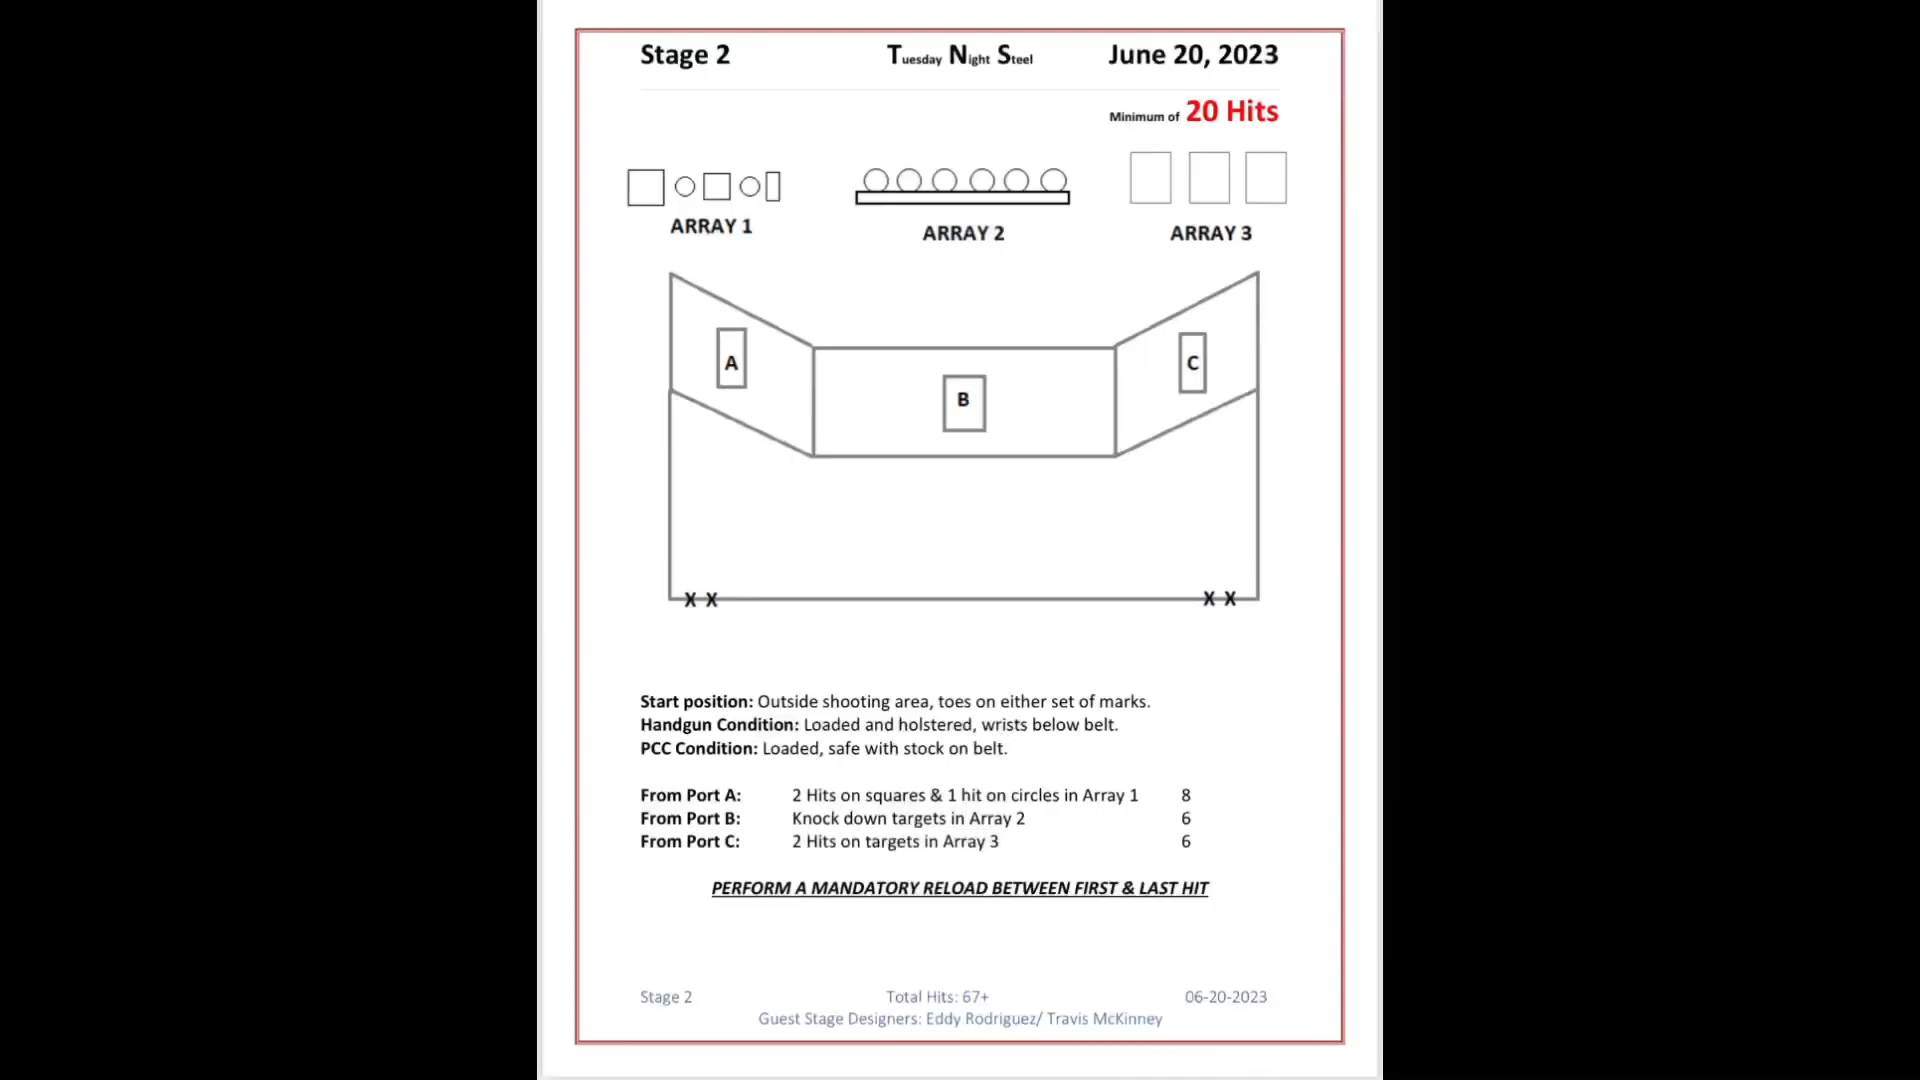 Stage 2 Tuesday Night Steel June 20, 2023
Minimum of 20 Hits
ARRAY 1 ARRAY 2 ARRAY 3
A B C
X X X X
Start position: Outside shooting area, toes on either set of marks.
Handgun Condition: Loaded and holstered, wrists below belt.
PCC Condition: Loaded, safe with stock on belt.
From Port A: 2 Hits on squares & 1 hit on circles in Array 1 8
From Port B: Knock down targets in Array 2 6
From Port C: 2 Hits on targets in Array 3 6
PERFORM A MANDATORY RELOAD BETWEEN FIRST & LAST HIT
Stage 2 Total Hits: 67+ 06-20-2023
Guest Stage Designers: Eddy Rodriguez/ Travis McKinney